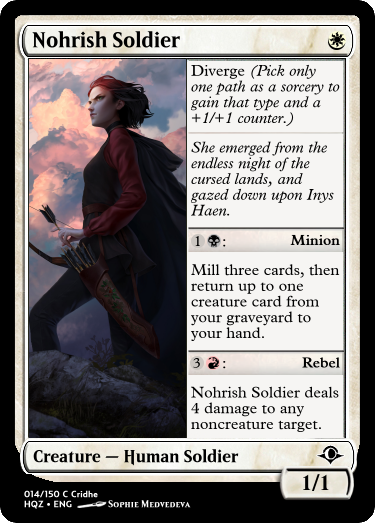 Nohrish Soldier
Diverge (Pick only
one path as a sorcery to
gain that type and a
+1/+1 counter.)
She emerged from the
endless night of the
cursed lands, and
gazed down upon Inys
Haen.
1 : Minion
Mill three cards, then
return up to one
creature card from
your graveyard to
your hand.
3 : Rebel
Nohrish Soldier deals
4 damage to any
noncreature target.
Creature — Human Soldier
1/1
014/150 C Cridhe
HQZ • ENG Sophie Medvedeva